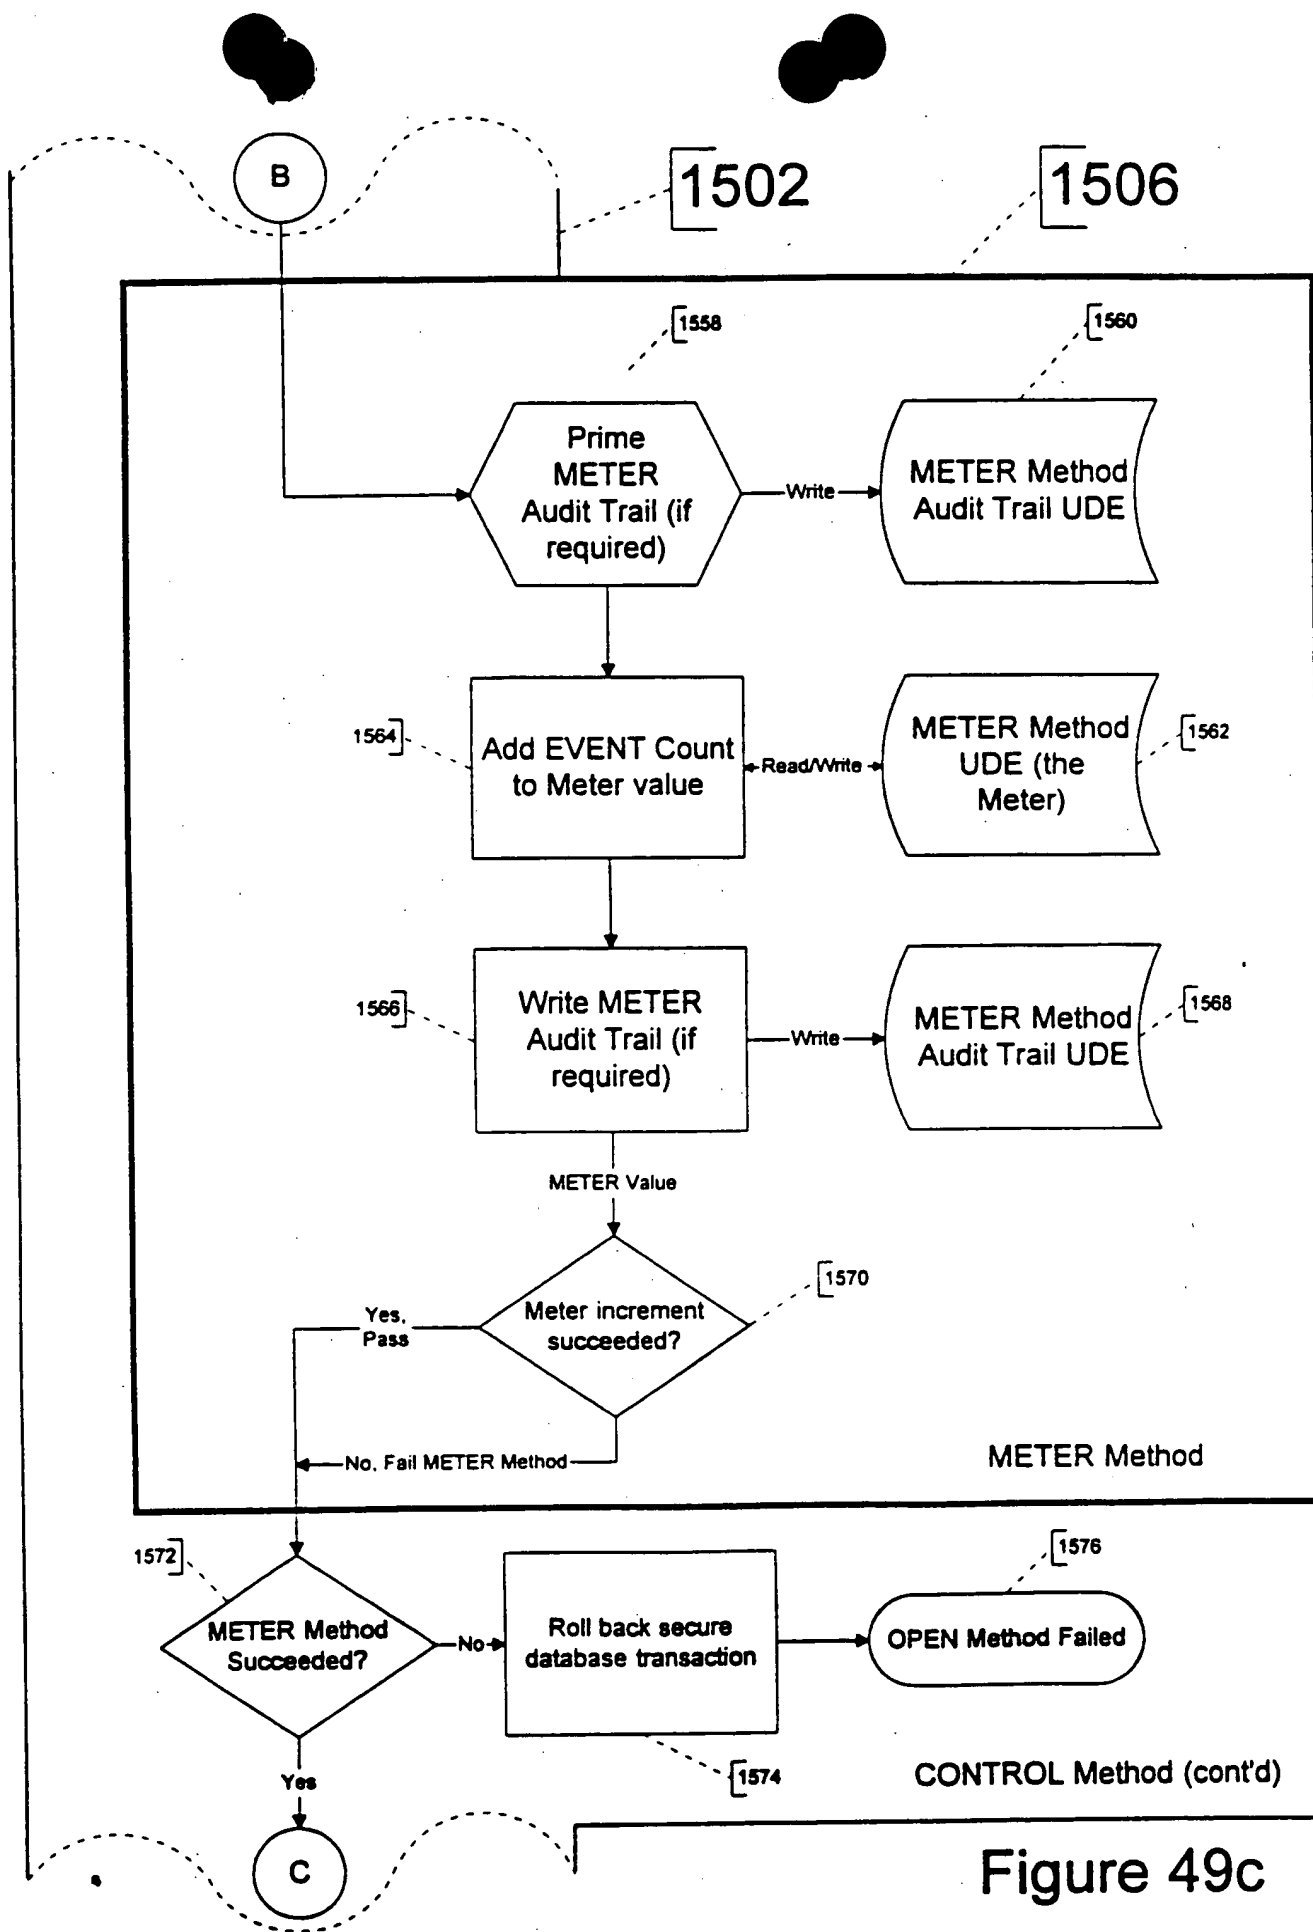 B
1502
1506
1558
1560
Prime
METER
Audit Trail (if
required)
Write
METER Method
Audit Trail UDE
1564
Add EVENT Count
to Meter value
Read/Write
METER Method
UDE (the
Meter)
1562
1566
Write METER
Audit Trail (if
required)
Write
METER Method
Audit Trail UDE
1568
METER Value
1570
Meter increment
succeeded?
Yes,
Pass
No, Fail METER Method
METER Method
1572
METER Method
Succeeded?
No
Roll back secure
database transaction
1576
OPEN Method Failed
1574
Yes
CONTROL Method (cont'd)
C
Figure 49c